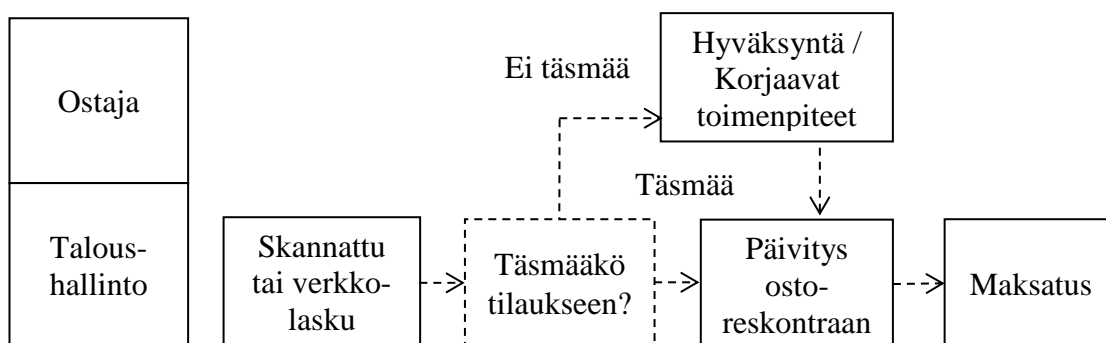 Ostaja
Ei täsmää
Hyväksyntä /
Korjaavat
toimenpiteet
Täsmää
Talous-
hallinto
Skannattu
tai verkko-
lasku
Täsmääkö
tilaukseen?
Päivitys
osto-
reskontraan
Maksatus